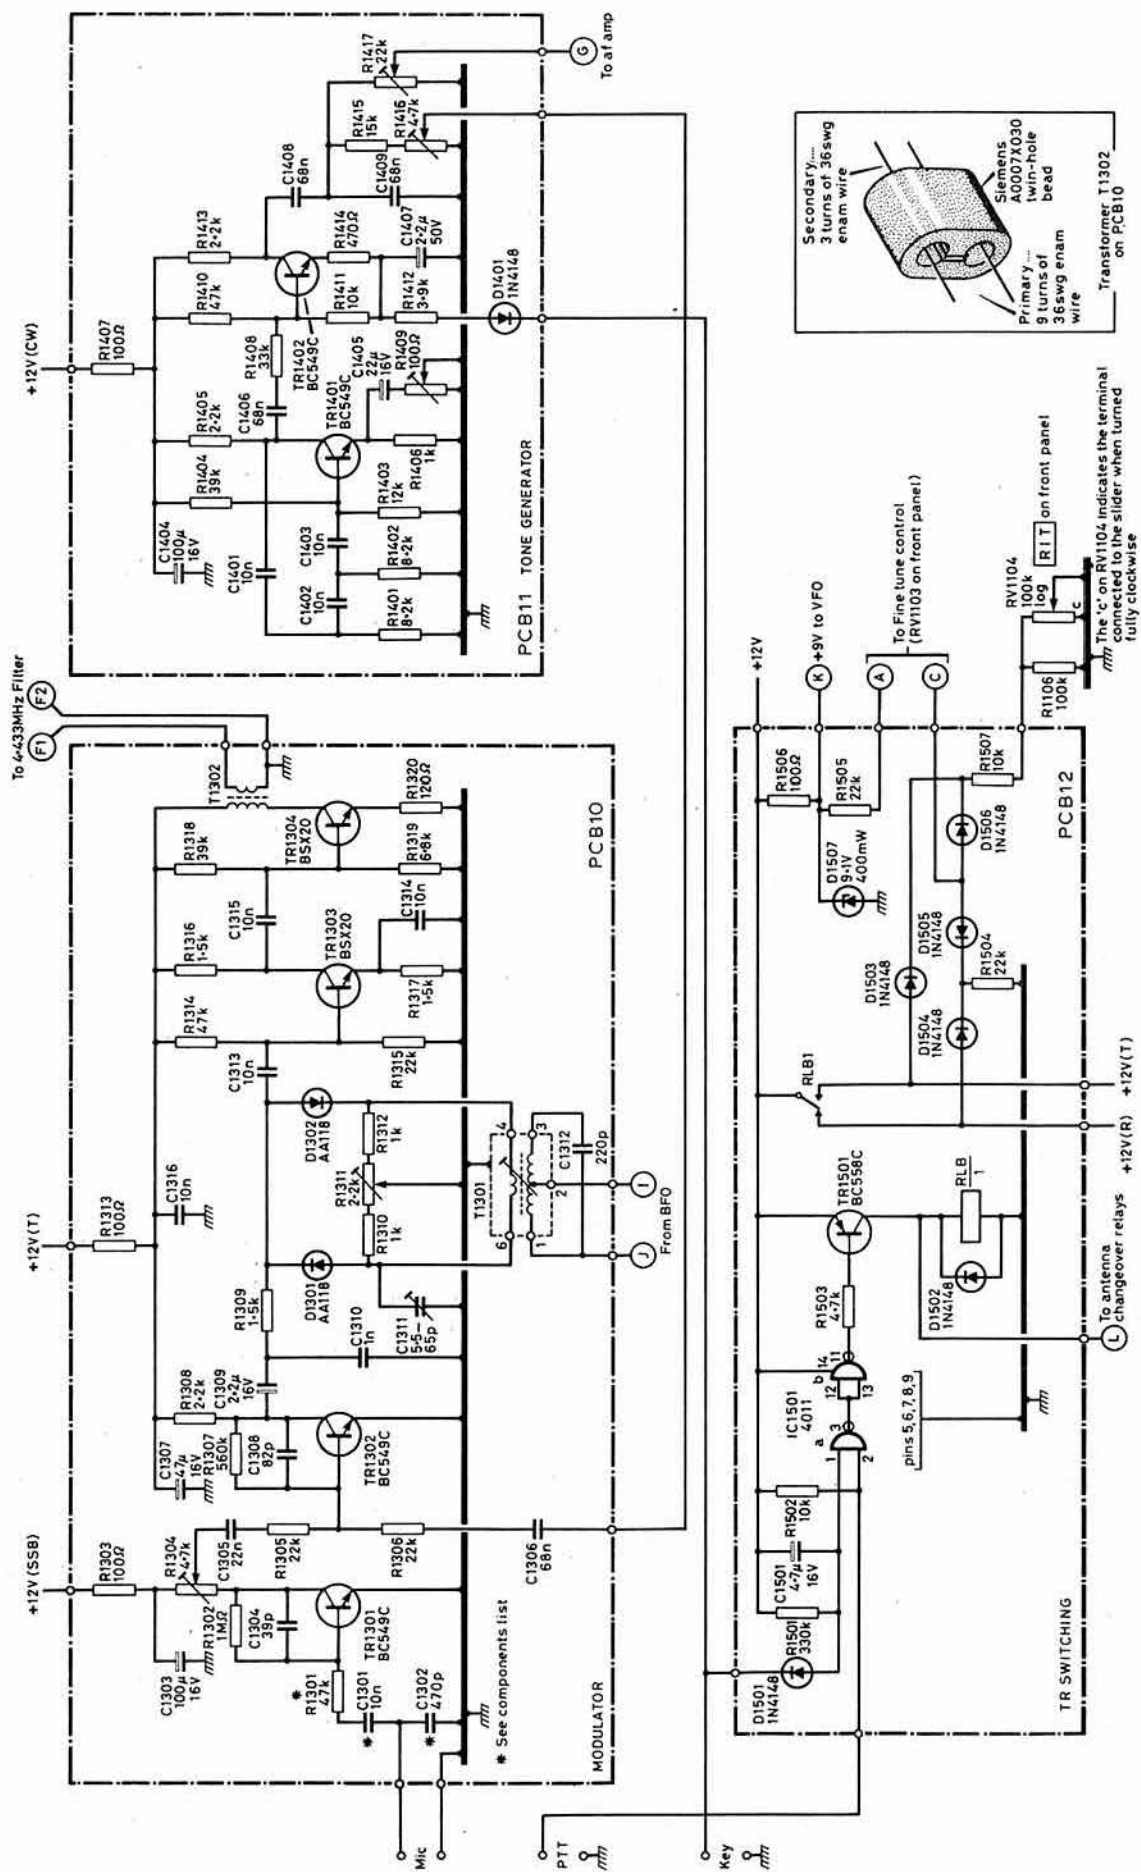 +12V(SSB)
R1303
100Ω
C1303
100μ
16V
R1304
4·7k
R1302
1MΩ
C1304
39p
C1305
22n
R1305
22k
*
R1301
47k
C1301
10n
*
C1302
470p
*
TR1301
BC549C
R1306
22k
C1306
68n
* See components list
MODULATOR
Mic
PTT
Key
+12V(T)
R1313
100Ω
C1316
10n
C1307
47μ
16V
R1308
2·2k
R1307
560k
C1309
2·2μ
16V
C1308
82p
TR1302
BC549C
R1309
1·5k
C1310
1n
C1311
5·5–
65p
D1301
AA118
D1302
AA118
R1310
1k
R1311
2·2k
R1312
1k
T1301
6
4
1
2
3
C1312
220p
J
I
From BFO
C1313
10n
R1314
47k
R1316
1·5k
R1315
22k
TR1303
BSX20
R1317
1·5k
C1314
10n
C1315
10n
R1318
39k
R1319
6·8k
TR1304
BSX20
R1320
120Ω
T1302
To 4·433MHz Filter
F1
F2
PCB10
+12V(CW)
R1407
100Ω
C1404
100μ
16V
R1404
39k
R1405
2·2k
C1401
10n
C1402
10n
C1403
10n
R1401
8·2k
R1402
8·2k
R1403
12k
R1406
1k
TR1401
BC549C
C1406
68n
R1408
33k
R1410
47k
R1413
2·2k
TR1402
BC549C
C1405
22μ
16V
R1409
100Ω
R1411
10k
R1412
3·9k
R1414
470Ω
C1407
2·2μ
50V
C1408
68n
C1409
68n
R1415
15k
R1416
4·7k
R1417
22k
D1401
1N4148
PCB11 TONE GENERATOR
G
To af amp
D1501
1N4148
R1501
330k
C1501
4·7μ
16V
R1502
10k
IC1501
4011
a
1
2
3
b
12
13
14
11
pins 5,6,7,8,9
R1503
4·7k
TR1501
BC558C
D1502
1N4148
RLB
1
RLB1
L
To antenna
changeover relays
+12V(R)
+12V(T)
D1503
1N4148
D1504
1N4148
D1505
1N4148
R1504
22k
D1506
1N4148
D1507
9·1V
400mW
R1506
100Ω
R1505
22k
R1507
10k
TR SWITCHING
PCB12
+12V
K
+9V to VFO
A
C
To Fine tune control
(RV1103 on front panel)
R1106
100k
RV1104
100k
log
c
RIT on front panel
The 'c' on RV1104 indicates the terminal
connected to the slider when turned
fully clockwise
Secondary....
3 turns of 36swg
enam wire
Siemens
A0007X030
twin-hole
bead
Primary....
9 turns of
36swg enam
wire
Transformer T1302
on PCB10